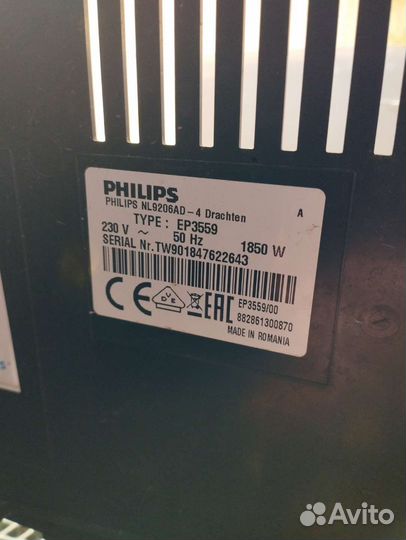 PHILIPS
PHILIPS NL9206AD-4 Drachten A
TYPE: EP3559
230 V ~ 50 Hz 1850 W
SERIAL Nr.TW901847622643
CE DVE EAC EP3559/00
882861300870
MADE IN ROMANIA
Avito